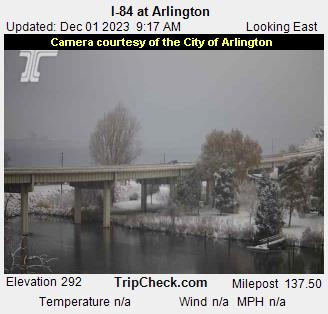 I-84 at Arlington
Updated: Dec 01 2023 9:17 AM Looking East
Camera courtesy of the City of Arlington
Elevation 292 TripCheck.com Milepost 137.50
Temperature n/a Wind n/a MPH n/a